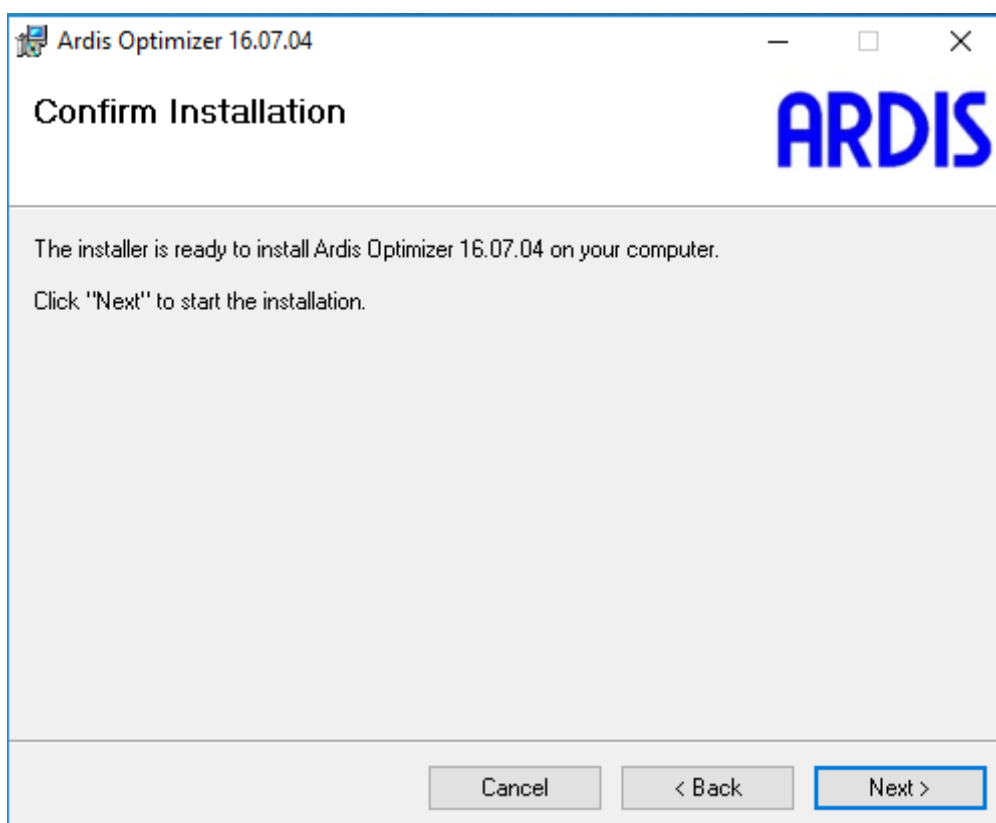 Ardis Optimizer 16.07.04
Confirm Installation
ARDIS
The installer is ready to install Ardis Optimizer 16.07.04 on your computer.
Click "Next" to start the installation.
Cancel
< Back
Next >